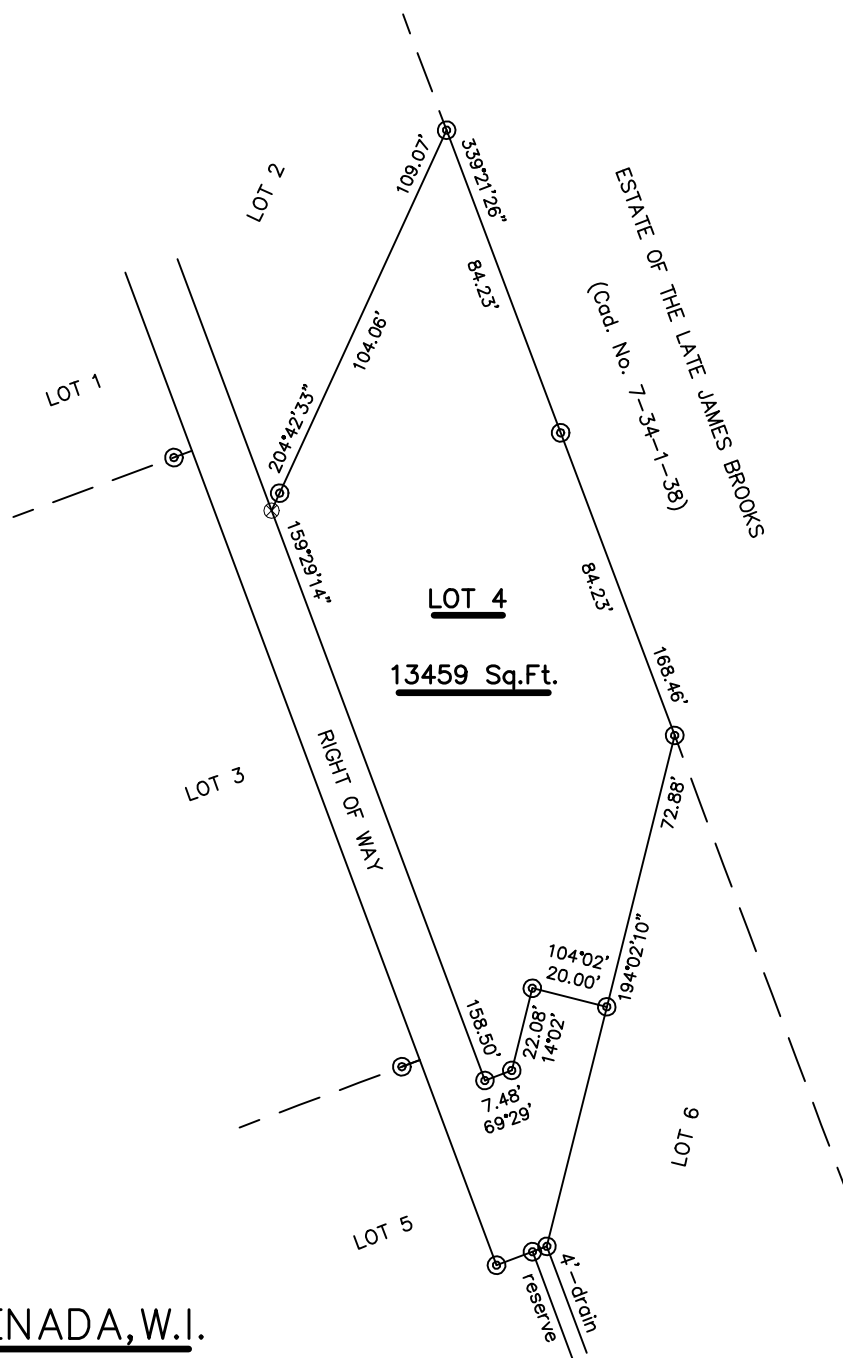 LOT 2
109.07'
339°21'26"
84.23'
ESTATE OF THE LATE JAMES BROOKS
(Cad. No. 7-34-1-38)
LOT 1
104.06'
204°42'33"
159°29'14"
LOT 4
84.23'
13459 Sq.Ft.
168.46'
LOT 3
RIGHT OF WAY
72.88'
104°02'
20.00'
194°02'10"
158.50'
22.08'
14°02'
7.48'
69°29'
LOT 6
LOT 5
4'-drain
reserve
ENADA,W.I.